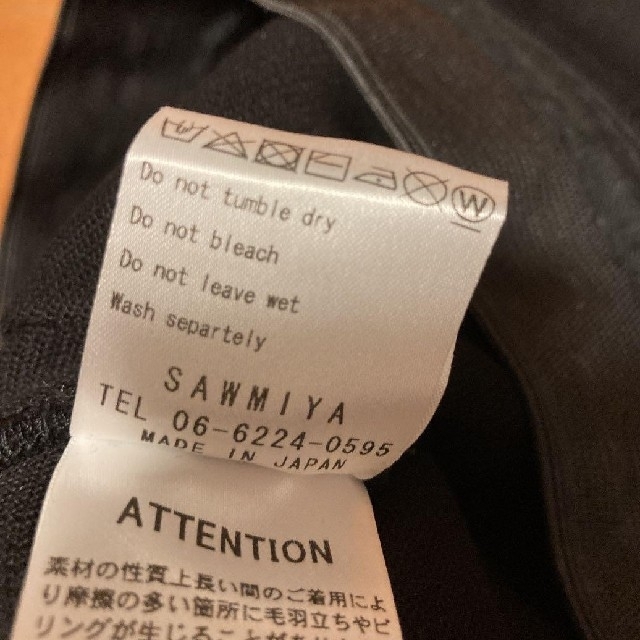 W
Do not tumble dry
Do not bleach
Do not leave wet
Wash separtely
SAWMIYA
TEL 06-6224-0595
MADE IN JAPAN
ATTENTION
素材の性質上長い間のご着用によ
り摩擦の多い箇所に毛羽立ちやピ
リングが生じることがあり